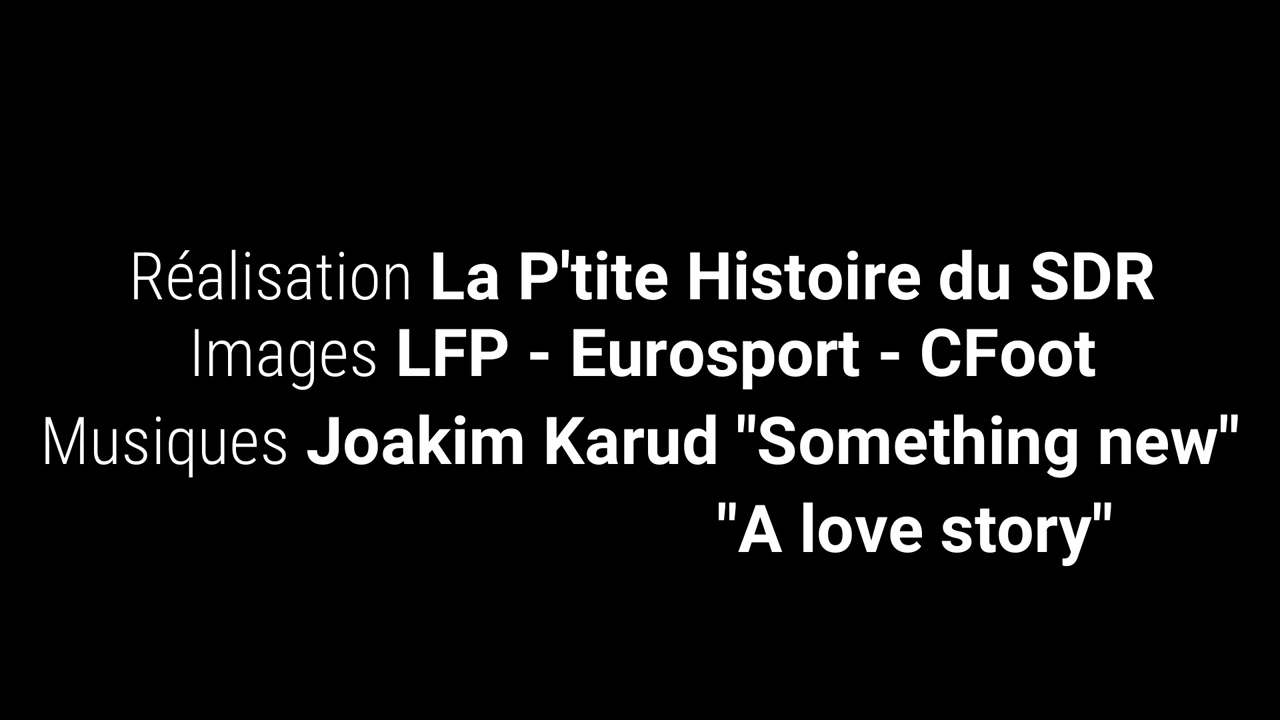 Réalisation La P'tite Histoire du SDR
Images LFP - Eurosport - CFoot
Musiques Joakim Karud "Something new"
"A love story"